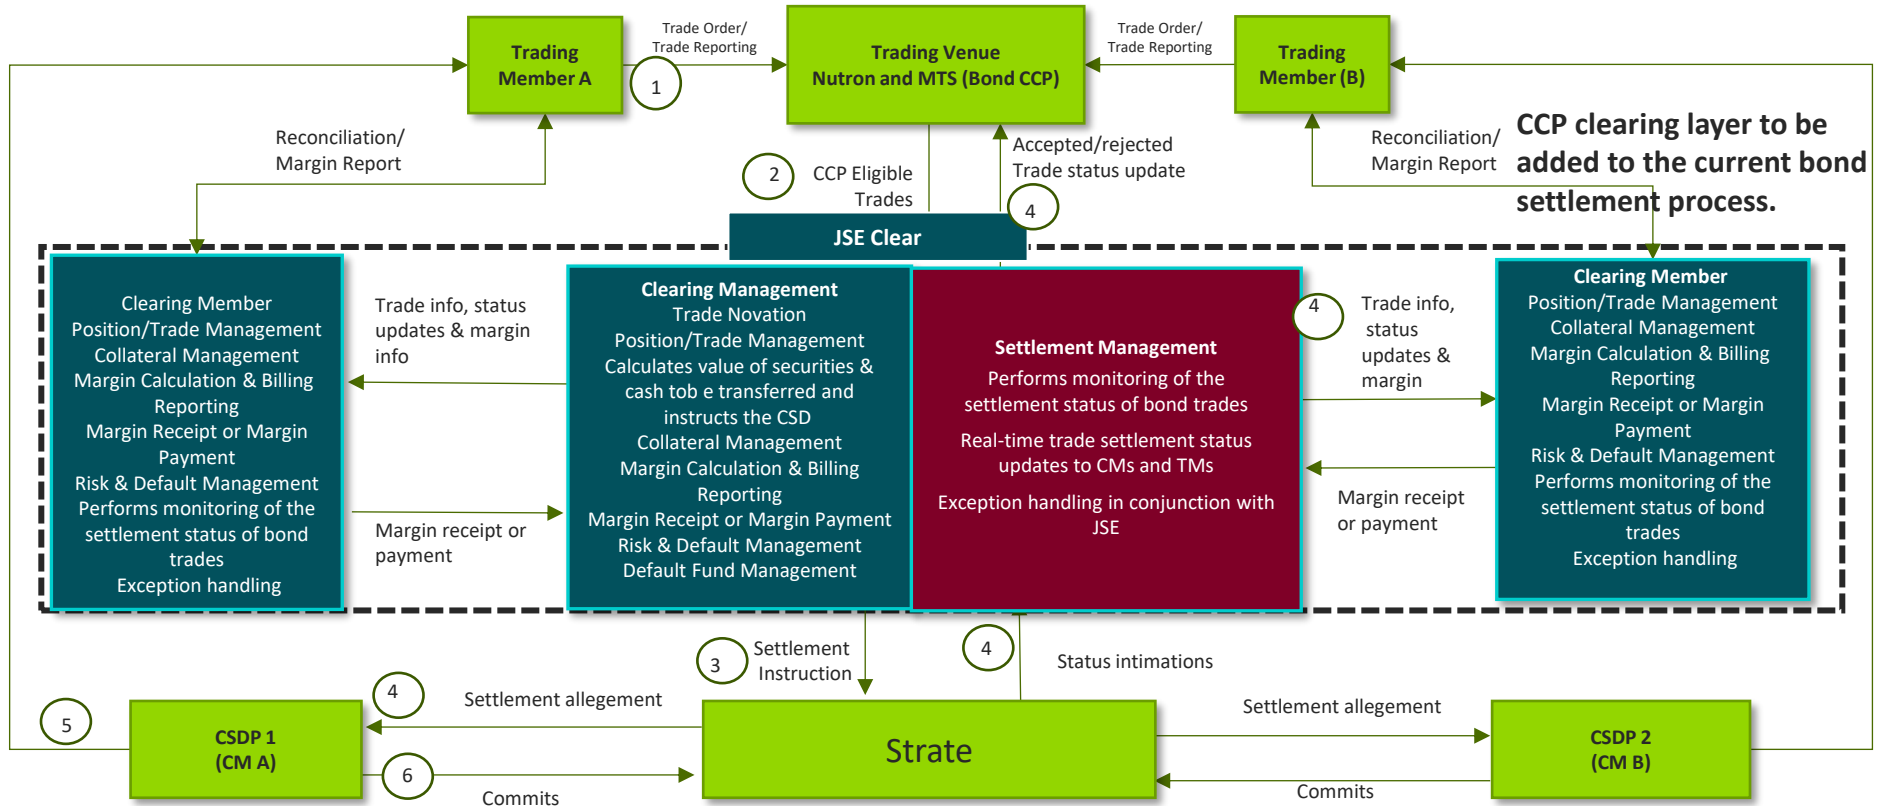 Trading
Member A
Trade Order/
Trade Reporting
1
Trading Venue
Nutron and MTS (Bond CCP)
Trade Order/
Trade Reporting
Trading
Member (B)
Reconciliation/
Margin Report
2
CCP Eligible
Trades
Accepted/rejected
Trade status update
4
Reconciliation/
Margin Report
CCP clearing layer to be
added to the current bond
settlement process.
JSE Clear
Clearing Member
Position/Trade Management
Collateral Management
Margin Calculation & Billing
Reporting
Margin Receipt or Margin
Payment
Risk & Default Management
Performs monitoring of the
settlement status of bond
trades
Exception handling
Trade info, status
updates & margin
info
Margin receipt or
payment
Clearing Management
Trade Novation
Position/Trade Management
Calculates value of securities &
cash tob e transferred and
instructs the CSD
Collateral Management
Margin Calculation & Billing
Reporting
Margin Receipt or Margin Payment
Risk & Default Management
Default Fund Management
Settlement Management
Performs monitoring of the
settlement status of bond trades
Real-time trade settlement status
updates to CMs and TMs
Exception handling in conjunction with
JSE
4
Trade info,
status
updates &
margin
Margin receipt
or payment
Clearing Member
Position/Trade Management
Collateral Management
Margin Calculation & Billing
Reporting
Margin Receipt or Margin
Payment
Risk & Default Management
Performs monitoring of the
settlement status of bond
trades
Exception handling
3
Settlement
Instruction
4
Status intimations
5
4
Settlement allegement
Settlement allegement
CSDP 1
(CM A)
Strate
CSDP 2
(CM B)
6
Commits
Commits